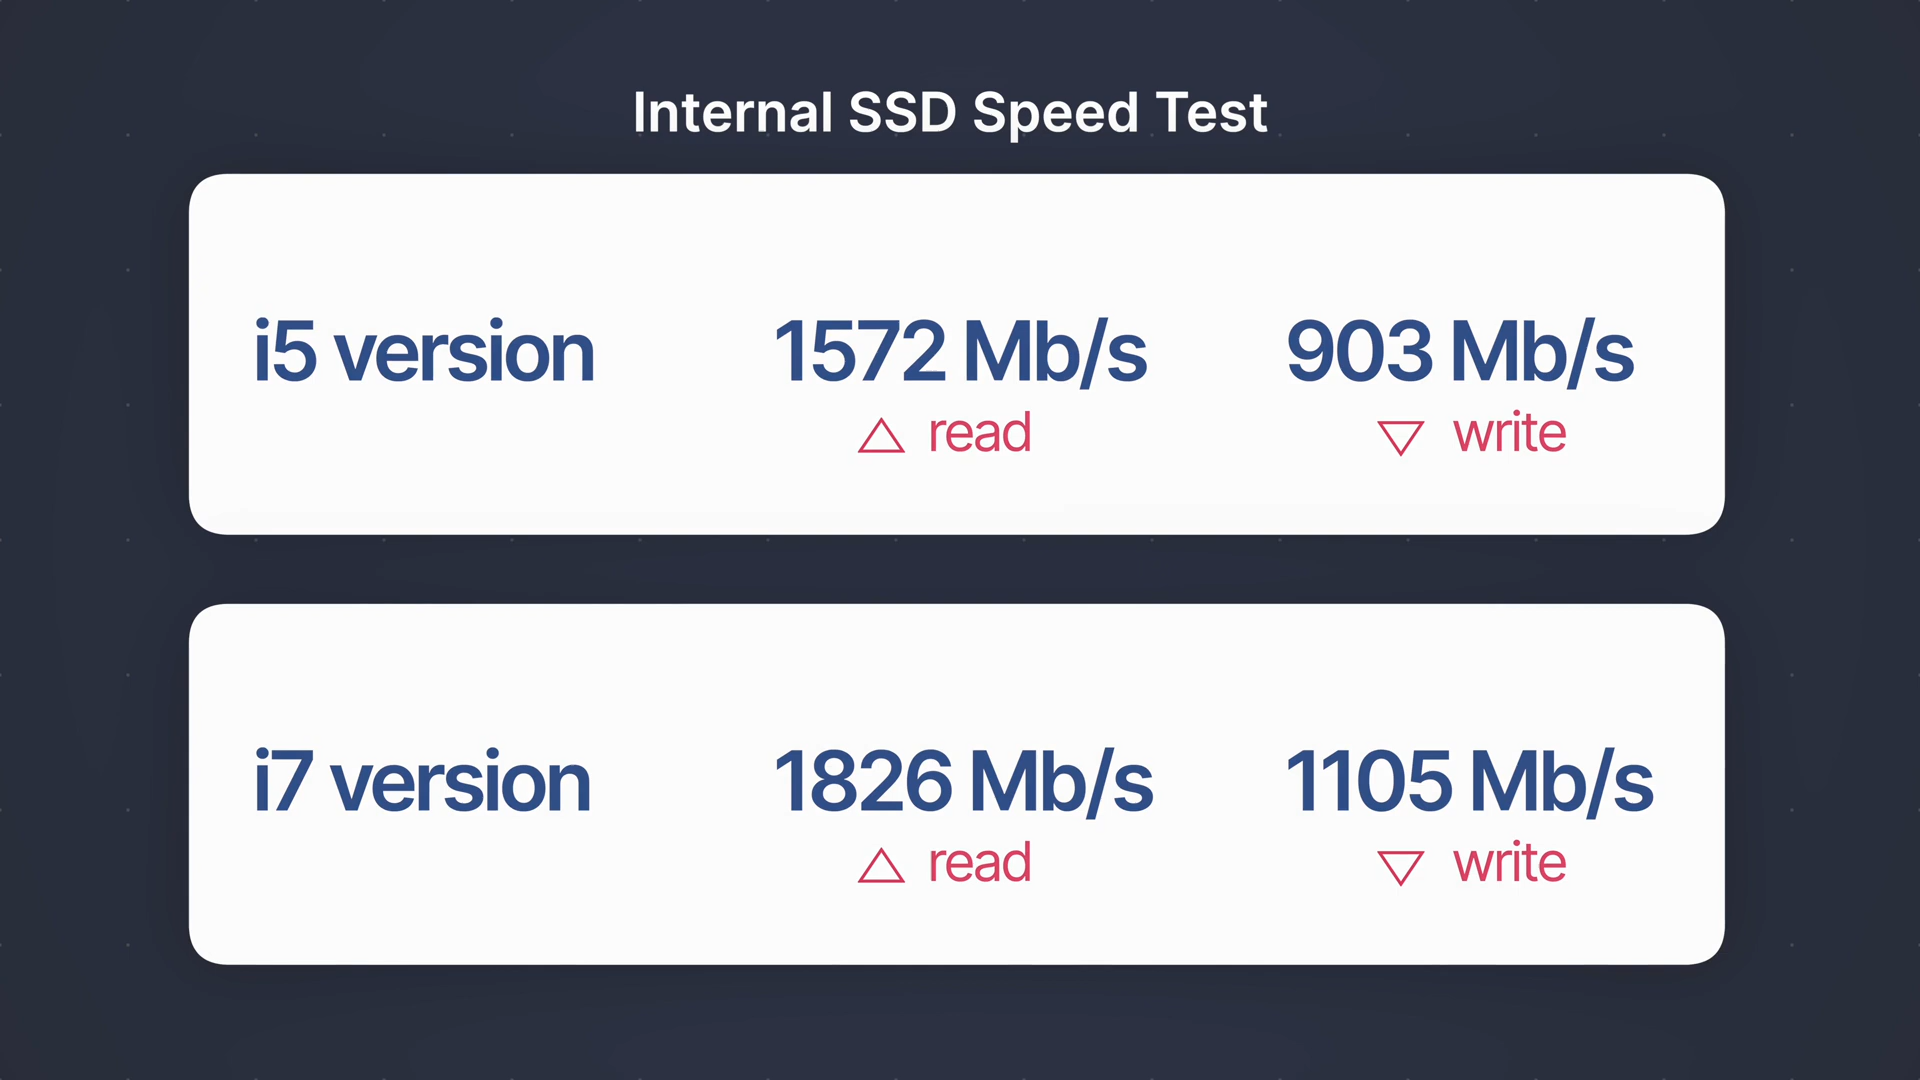 Internal SSD Speed Test
i5 version
1572 Mb/s
903 Mb/s
read
write
i7 version
1826 Mb/s
1105 Mb/s
read
write